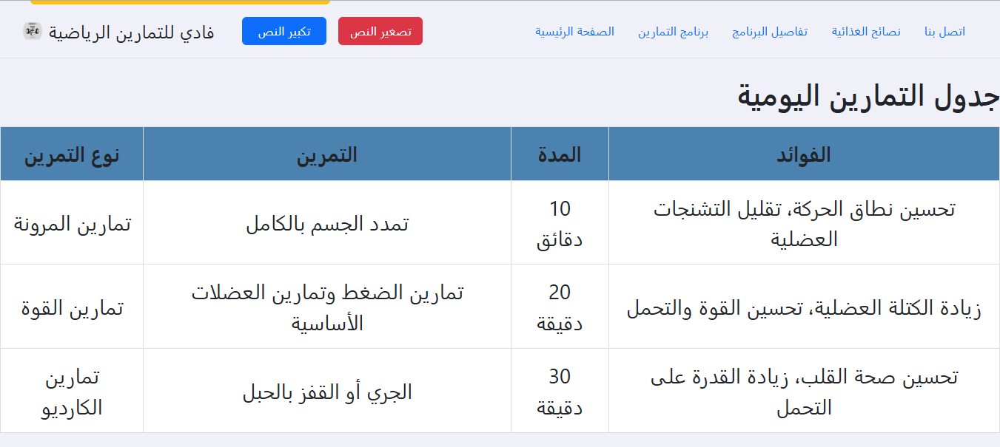 فادي للتمارين الرياضية
تكبير النص
تصغير النص
الصفحة الرئيسية
برنامج التمارين
تفاصيل البرنامج
نصائح الغذائية
اتصل بنا
جدول التمارين اليومية
نوع التمرين
التمرين
المدة
الفوائد
تمارين المرونة
تمدد الجسم بالكامل
10
دقائق
تحسين نطاق الحركة، تقليل التشنجات
العضلية
تمارين القوة
تمارين الضغط وتمارين العضلات
الأساسية
20
دقيقة
زيادة الكتلة العضلية، تحسين القوة والتحمل
تمارين
الكارديو
الجري أو القفز بالحبل
30
دقيقة
تحسين صحة القلب، زيادة القدرة على
التحمل